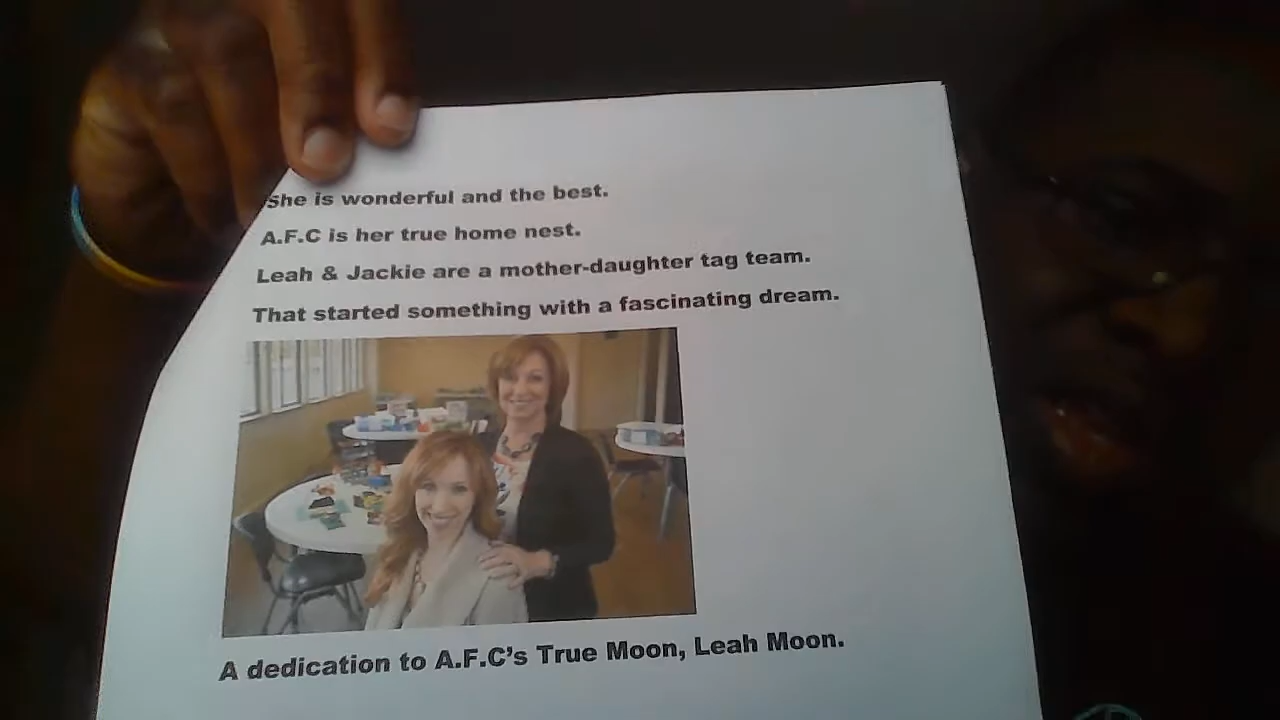 She is wonderful and the best.
A.F.C is her true home nest.
Leah & Jackie are a mother-daughter tag team.
That started something with a fascinating dream.
A dedication to A.F.C's True Moon, Leah Moon.